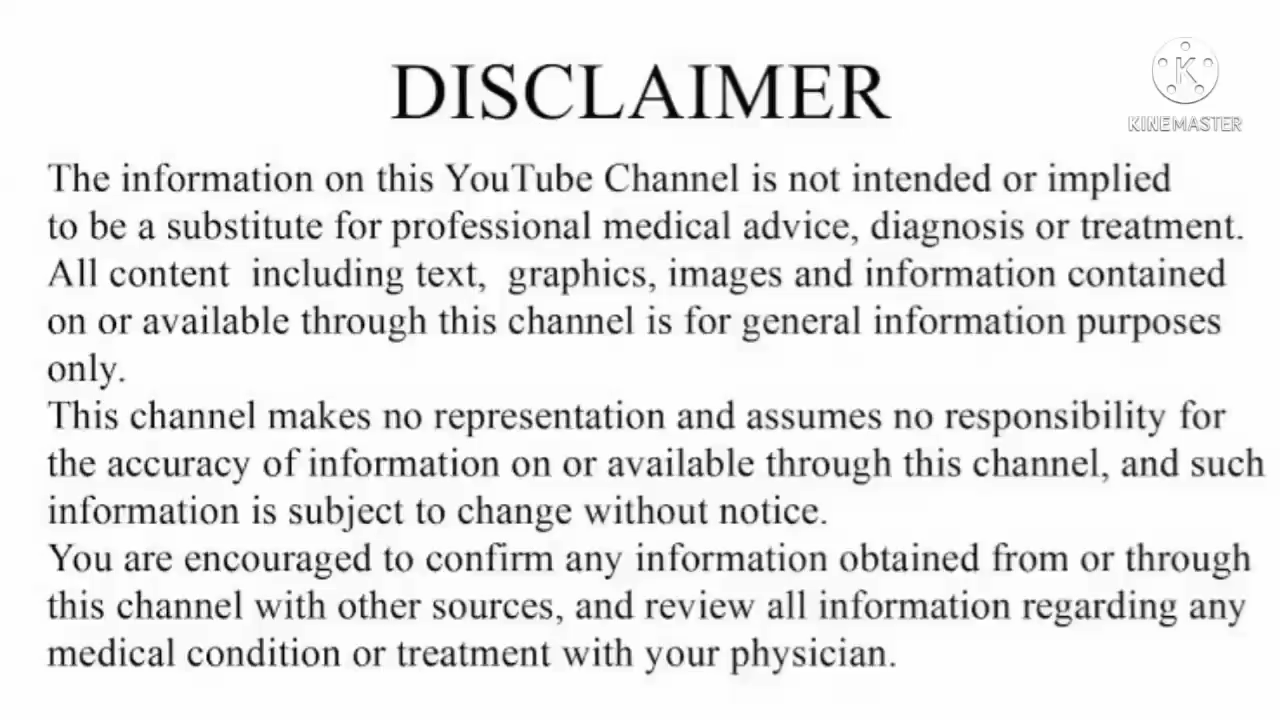 DISCLAIMER
K
KINEMASTER
The information on this YouTube Channel is not intended or implied
to be a substitute for professional medical advice, diagnosis or treatment.
All content including text, graphics, images and information contained
on or available through this channel is for general information purposes
only.
This channel makes no representation and assumes no responsibility for
the accuracy of information on or available through this channel, and such
information is subject to change without notice.
You are encouraged to confirm any information obtained from or through
this channel with other sources, and review all information regarding any
medical condition or treatment with your physician.